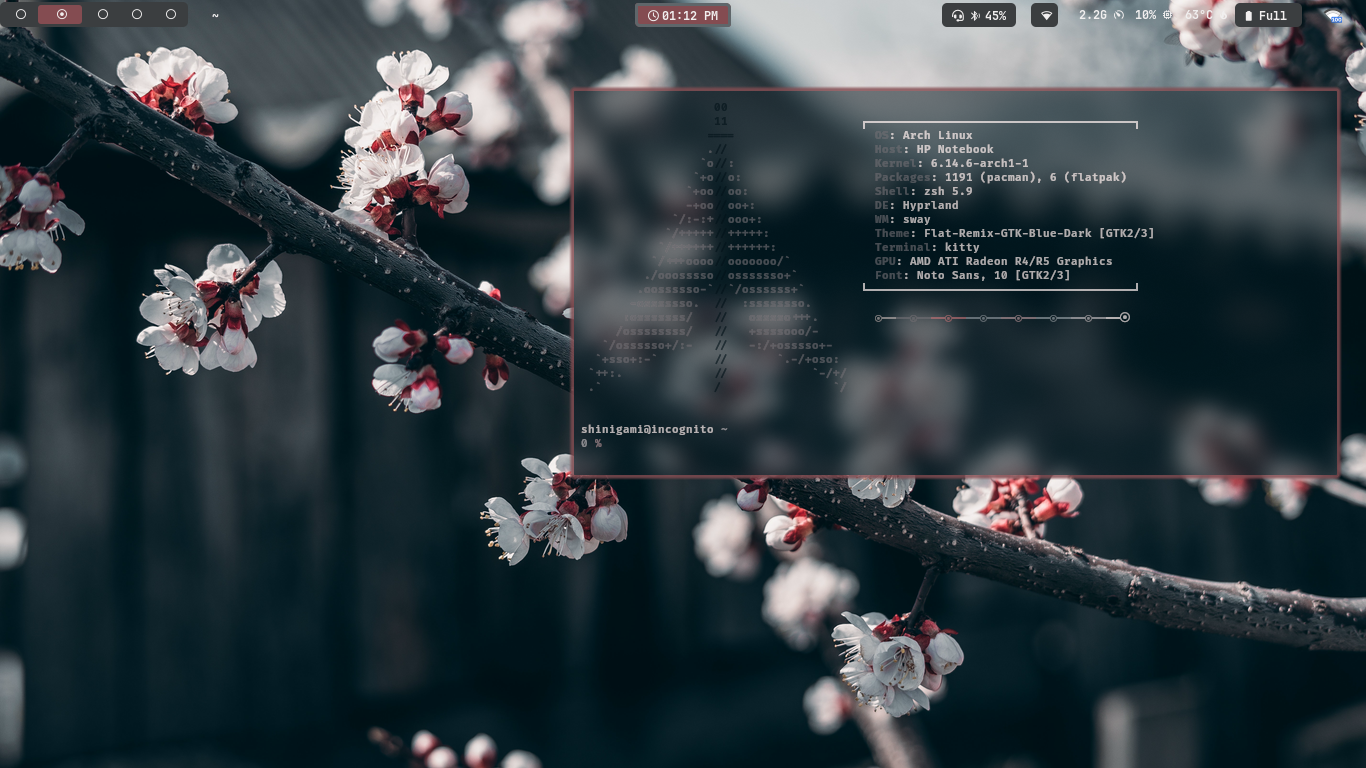 ~
01:12 PM
45%
2.2G
10%
63°C
Full
100
00
11
OS: Arch Linux
Host: HP Notebook
Kernel: 6.14.6-arch1-1
Packages: 1191 (pacman), 6 (flatpak)
Shell: zsh 5.9
DE: Hyprland
WM: sway
Theme: Flat-Remix-GTK-Blue-Dark [GTK2/3]
Terminal: kitty
GPU: AMD ATI Radeon R4/R5 Graphics
Font: Noto Sans, 10 [GTK2/3]
shinigami@incognito ~
0 %